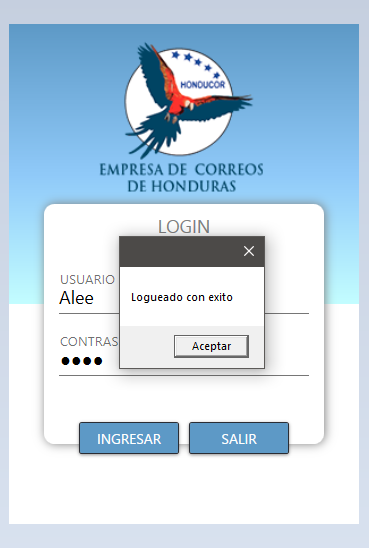 HONDUCOR
EMPRESA DE CORREOS
DE HONDURAS
LOGIN
USUARIO
Alee
Logueado con exito
CONTRAS
Aceptar
INGRESAR
SALIR